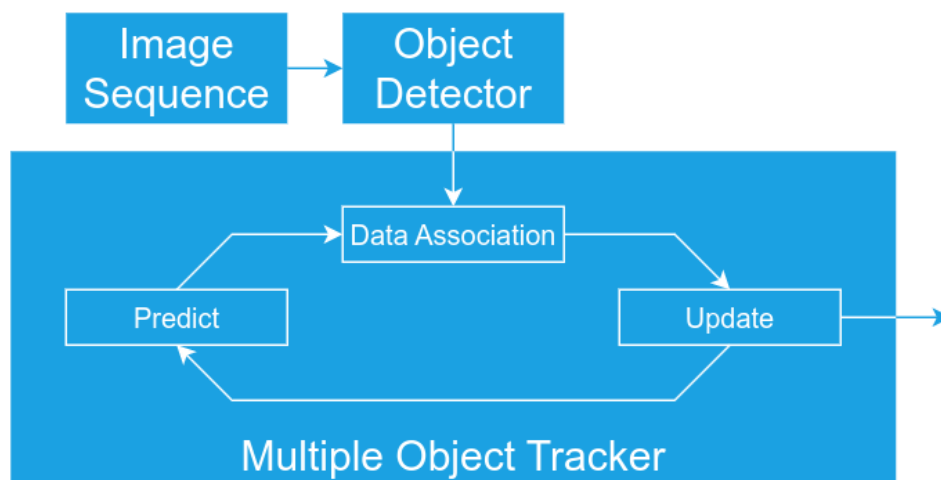 Image
Sequence
Object
Detector
Data Association
Predict
Update
Multiple Object Tracker